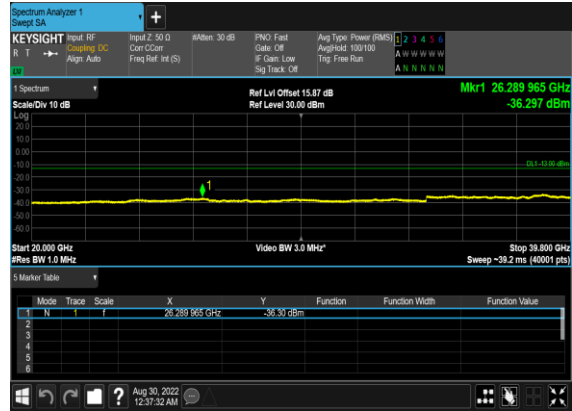 Spectrum Analyzer 1
Swept SA
+
KEYSIGHT Input: RF Input Z: 50 Ω #Atten: 30 dB PNO: Fast Avg Type: Power (RMS) 1 2 3 4 5 6
R T Coupling: DC Corr CCorr Gate: Off Avg|Hold: 100/100 A W W W W W
Align: Auto Freq Ref: Int (S) IF Gain: Low Trig: Free Run
Sig Track: Off A N N N N N
1 Spectrum Ref Lvl Offset 15.87 dB Mkr1 26.289 965 GHz
Scale/Div 10 dB Ref Level 30.00 dBm -36.297 dBm
Log
20.0
10.0
0.00
-10.0 DL1 -13.00 dBm
-20.0
-30.0 1
-40.0
-50.0
-60.0
Start 20.000 GHz Video BW 3.0 MHz* Stop 39.800 GHz
#Res BW 1.0 MHz Sweep ~39.2 ms (40001 pts)
5 Marker Table
Mode Trace Scale X Y Function Function Width Function Value
1 N 1 f 26.289 965 GHz -36.30 dBm
2
3
4
5
6
? Aug 30, 2022
12:37:32 AM